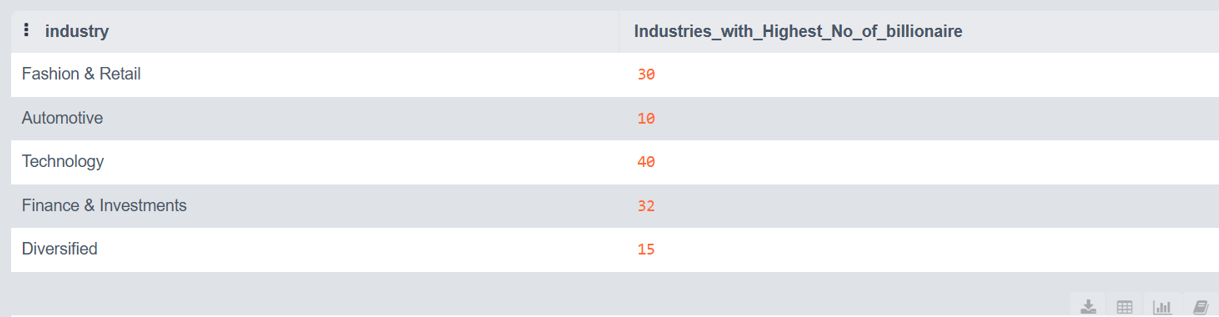 industry Industries_with_Highest_No_of_billionaire
Fashion & Retail 30
Automotive 10
Technology 40
Finance & Investments 32
Diversified 15